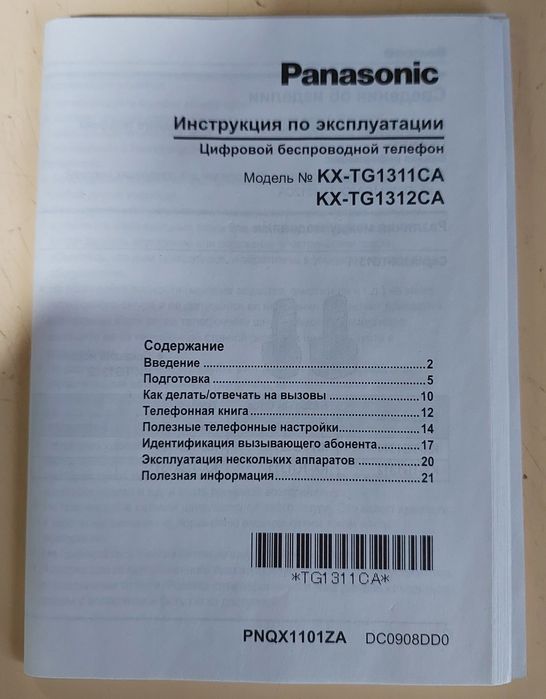 Panasonic
Инструкция по эксплуатации
Цифровой беспроводной телефон
Модель № KX-TG1311CA
KX-TG1312CA
Содержание
Введение ........................................................ 2
Подготовка ..................................................... 5
Как делать/отвечать на вызовы ....................... 10
Телефонная книга........................................... 12
Полезные телефонные настройки................... 14
Идентификация вызывающего абонента........... 17
Эксплуатация нескольких аппаратов ............... 20
Полезная информация..................................... 21
*TG1311CA*
PNQX1101ZA DC0908DD0